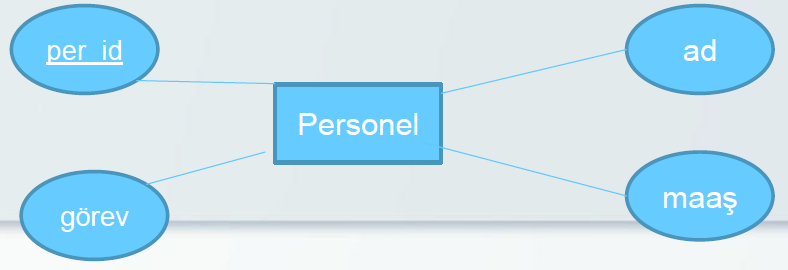 per_id
ad
Personel
görev
maaş